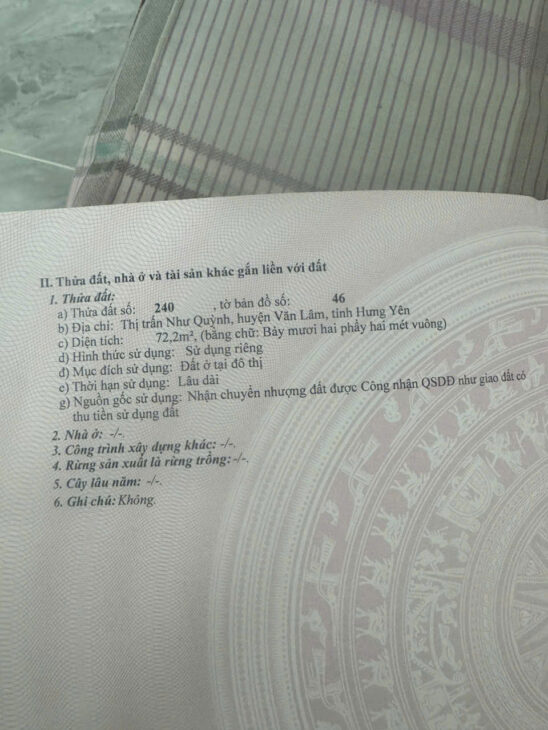 II. Thửa đất, nhà ở và tài sản khác gắn liền với đất
1. Thửa đất:
a) Thửa đất số: 240 , tờ bản đồ số: 46
b) Địa chỉ: Thị trấn Như Quỳnh, huyện Văn Lâm, tỉnh Hưng Yên
c) Diện tích: 72,2m², (bằng chữ: Bảy mươi hai phẩy hai mét vuông)
d) Hình thức sử dụng: Sử dụng riêng
đ) Mục đích sử dụng: Đất ở tại đô thị
e) Thời hạn sử dụng: Lâu dài
g) Nguồn gốc sử dụng: Nhận chuyển nhượng đất được Công nhận QSDĐ như giao đất có
thu tiền sử dụng đất
2. Nhà ở: -/-.
3. Công trình xây dựng khác: -/-.
4. Rừng sản xuất là rừng trồng: -/-.
5. Cây lâu năm: -/-.
6. Ghi chú: Không.